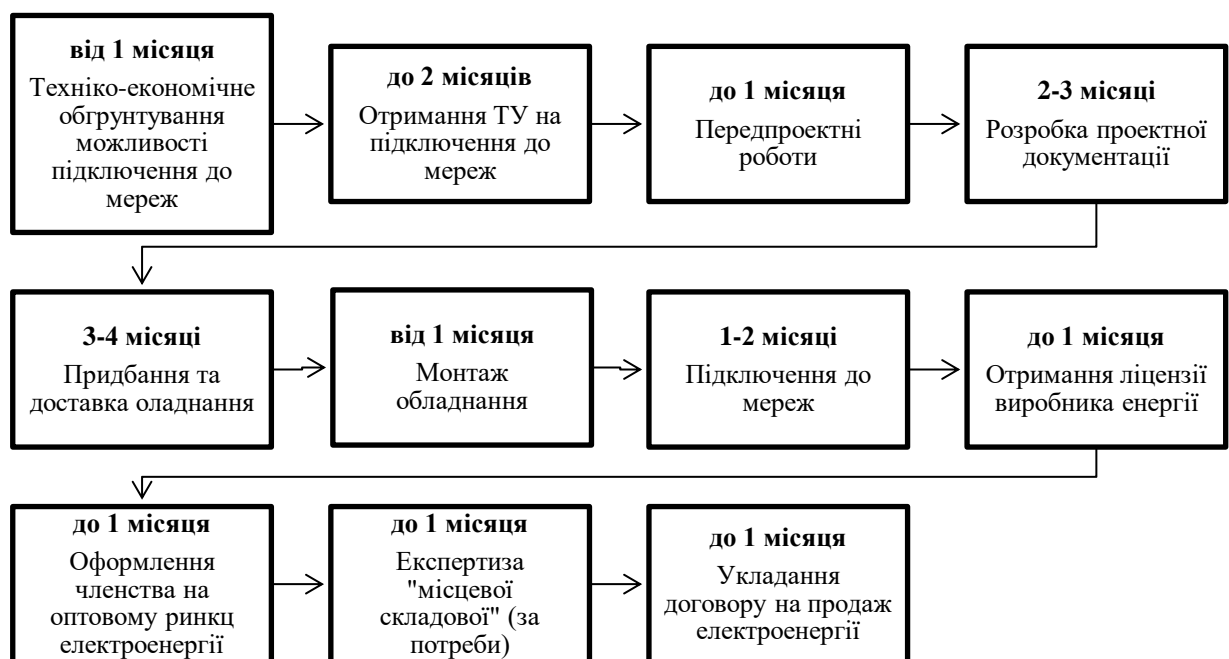 від 1 місяця
Техніко-економічне
обгрунтування
можливості
підключення до
мереж
до 2 місяців
Отримання ТУ на
підключення до
мереж
до 1 місяця
Передпроектні
роботи
2-3 місяці
Розробка проектної
документації
3-4 місяці
Придбання та
доставка оладнання
від 1 місяця
Монтаж
обладнання
1-2 місяці
Підключення до
мереж
до 1 місяця
Отримання ліцензії
виробника енергії
до 1 місяця
Оформлення
членства на
оптовому ринкц
електроенергії
до 1 місяця
Експертиза
"місцевої
складової" (за
потреби)
до 1 місяця
Укладання
договору на продаж
електроенергії